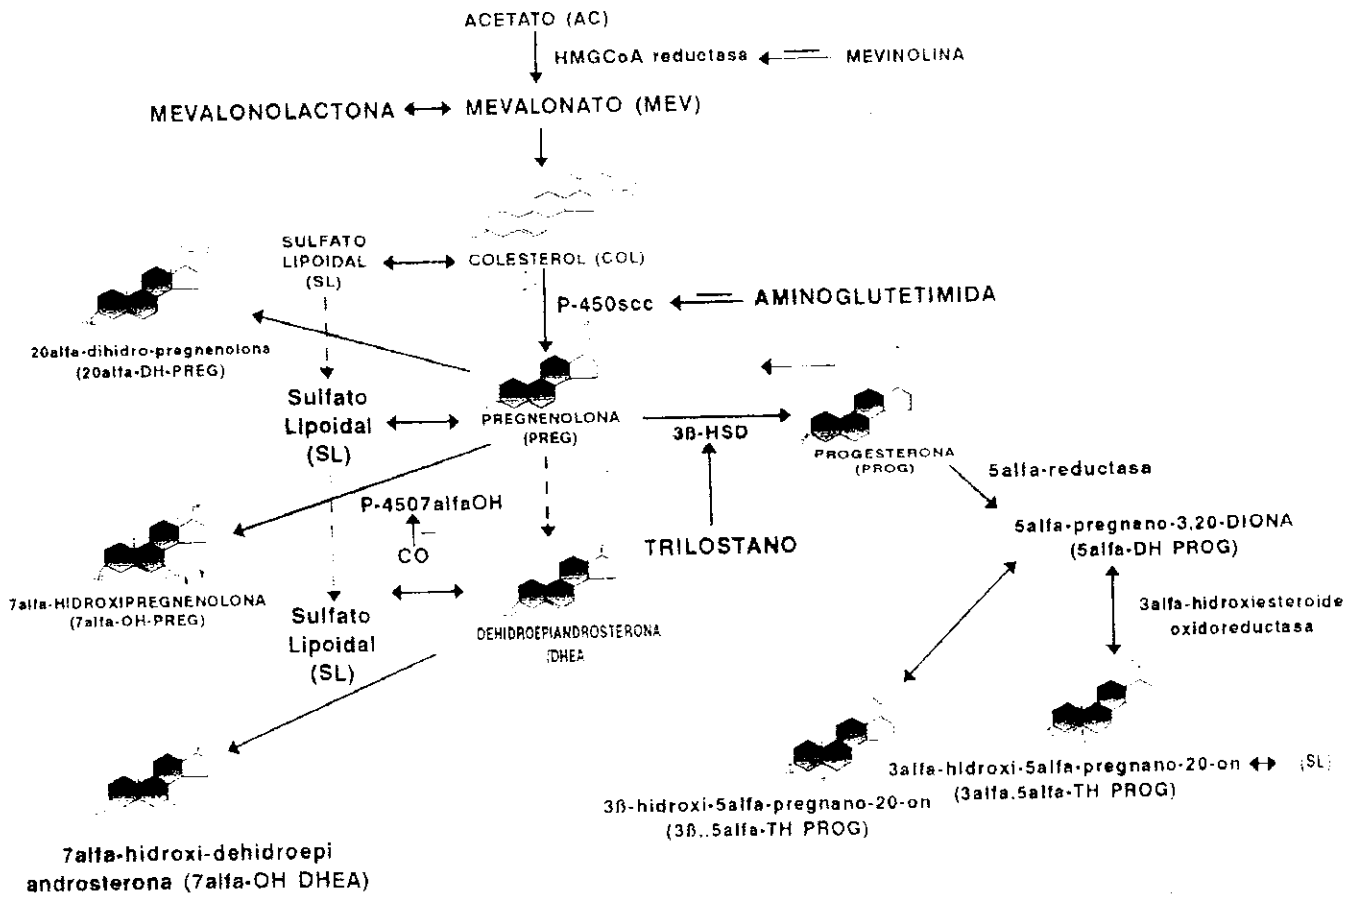 ACETATO (AC)
HMGCoA reductasa
MEVINOLINA
MEVALONOLACTONA
MEVALONATO (MEV)
SULFATO
LIPOIDAL
(SL)
COLESTEROL (COL)
P-450scc
AMINOGLUTETIMIDA
20alfa-dihidro-pregnenolona
(20alfa-DH-PREG)
Sulfato
Lipoidal
(SL)
PREGNENOLONA
(PREG)
3ß-HSD
PROGESTERONA
(PROG)
5alfa-reductasa
P-4507alfaOH
CO
TRILOSTANO
5alfa-pregnano-3,20-DIONA
(5alfa-DH PROG)
7alfa-HIDROXIPREGNENOLONA
(7alfa-OH-PREG)
Sulfato
Lipoidal
(SL)
DEHIDROEPIANDROSTERONA
(DHEA
3alfa-hidroxiesteroide
oxidoreductasa
3alfa-hidroxi-5alfa-pregnano-20-on
(3alfa.5alfa-TH PROG)
(SL)
3ß-hidroxi-5alfa-pregnano-20-on
(3ß..5alfa-TH PROG)
7alfa-hidroxi-dehidroepi
androsterona (7alfa-OH DHEA)